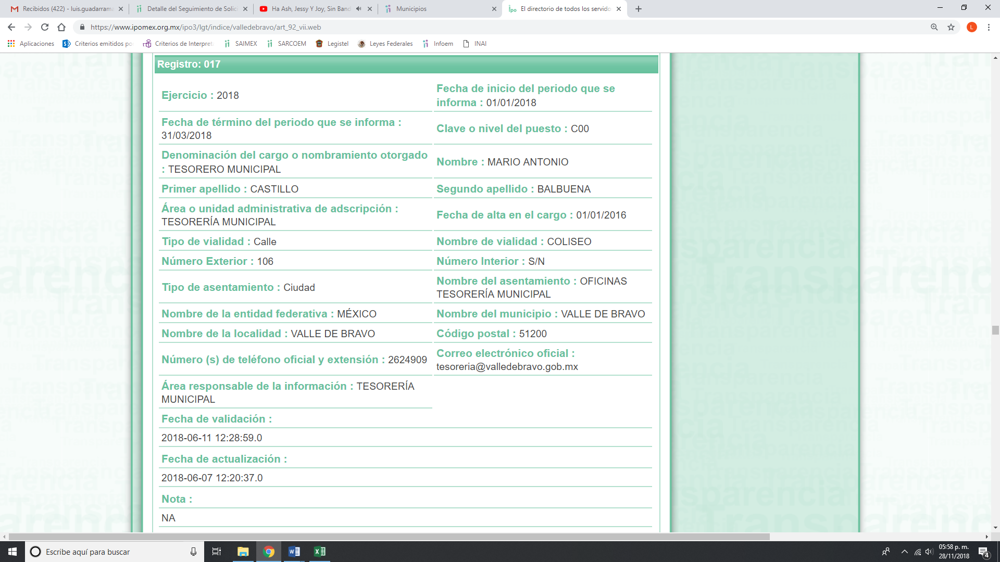 Recibidos (422) - luis.guadarrama
Detalle del Seguimiento de Solici
Ha Ash, Jessy Y Joy, Sin Band
Municipios
El directorio de todos los servido
https://www.ipomex.org.mx/ipo3/lgt/indice/valledebravo/art_92_vii.web
L
Aplicaciones
Criterios emitidos po
Criterios de Interpret
SAIMEX
SARCOEM
Legistel
Leyes Federales
Infoem
INAI
Registro: 017
Ejercicio : 2018
Fecha de inicio del periodo que se
informa : 01/01/2018
Fecha de término del periodo que se informa :
31/03/2018
Clave o nivel del puesto : C00
Denominación del cargo o nombramiento otorgado
: TESORERO MUNICIPAL
Nombre : MARIO ANTONIO
Primer apellido : CASTILLO
Segundo apellido : BALBUENA
Área o unidad administrativa de adscripción :
TESORERÍA MUNICIPAL
Fecha de alta en el cargo : 01/01/2016
Tipo de vialidad : Calle
Nombre de vialidad : COLISEO
Número Exterior : 106
Número Interior : S/N
Tipo de asentamiento : Ciudad
Nombre del asentamiento : OFICINAS
TESORERÍA MUNICIPAL
Nombre de la entidad federativa : MÉXICO
Nombre del municipio : VALLE DE BRAVO
Nombre de la localidad : VALLE DE BRAVO
Código postal : 51200
Número (s) de teléfono oficial y extensión : 2624909
Correo electrónico oficial :
tesoreria@valledebravo.gob.mx
Área responsable de la información : TESORERÍA
MUNICIPAL
Fecha de validación :
2018-06-11 12:28:59.0
Fecha de actualización :
2018-06-07 12:20:37.0
Nota :
NA
Escribe aquí para buscar
05:58 p. m.
28/11/2018
4